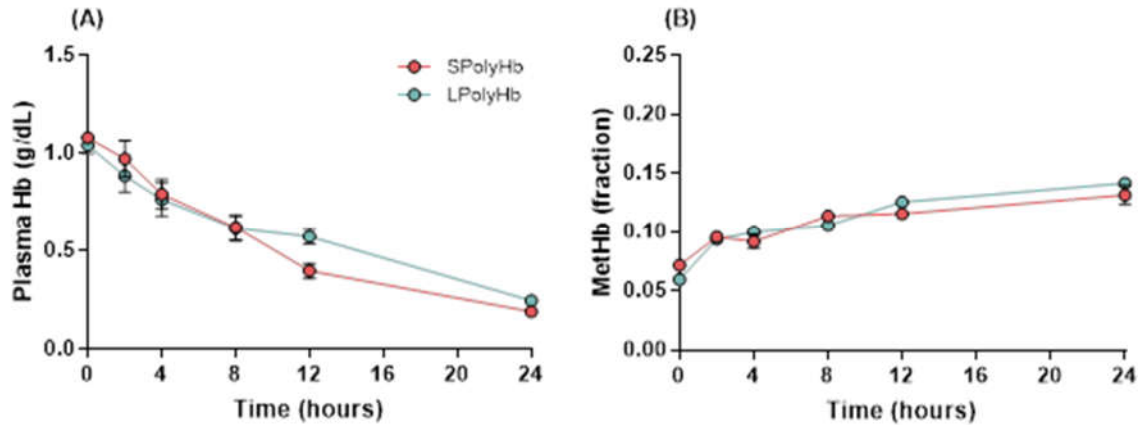 (A)
1.5
1.0
0.5
0.0
Plasma Hb (g/dL)
SPolyHb
LPolyHb
0 4 8 12 16 20 24
Time (hours)
(B)
0.25
0.20
0.15
0.10
0.05
0.00
MetHb (fraction)
0 4 8 12 16 20 24
Time (hours)